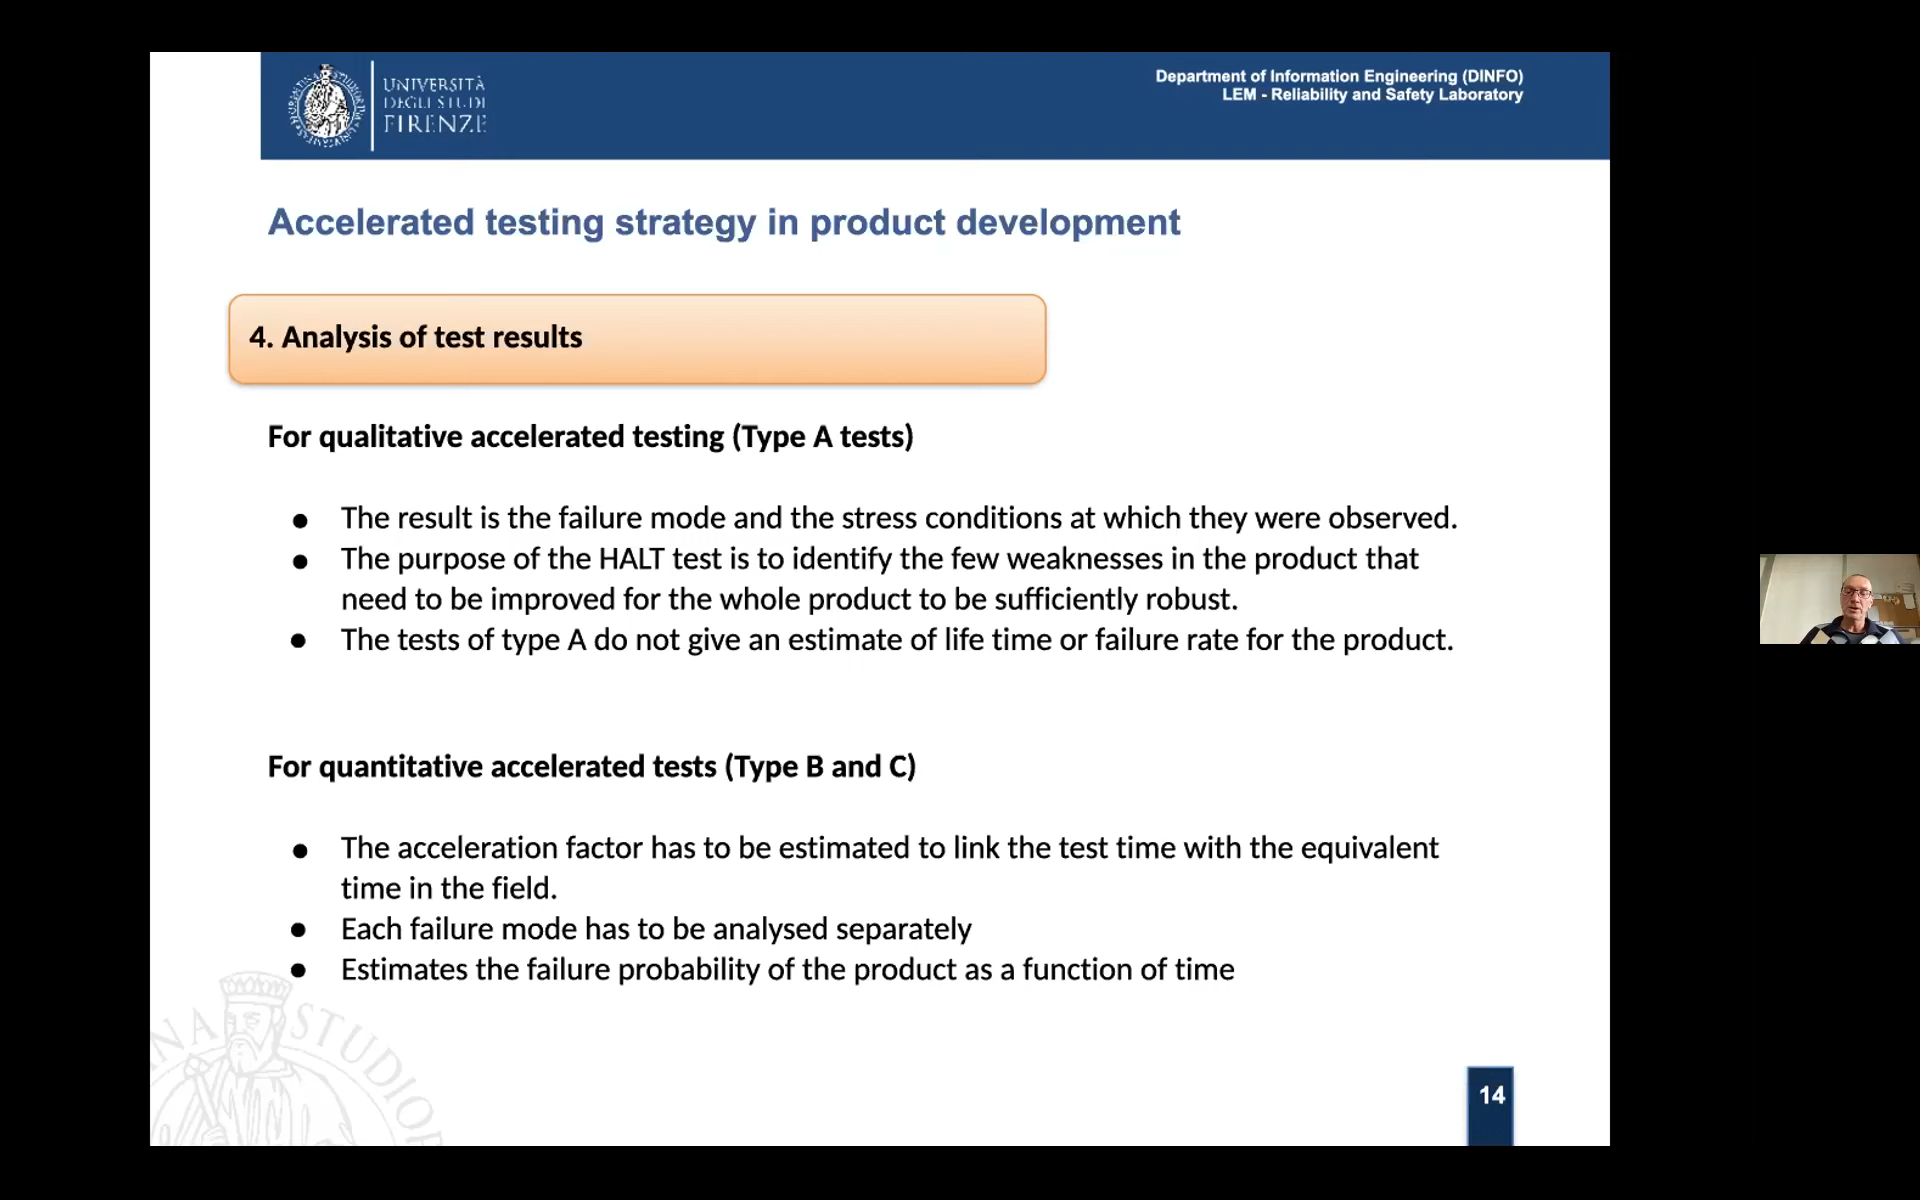 UNIVERSITÀ
DEGLI STUDI
FIRENZE
Department of Information Engineering (DINFO)
LEM - Reliability and Safety Laboratory
Accelerated testing strategy in product development
4. Analysis of test results
For qualitative accelerated testing (Type A tests)
● The result is the failure mode and the stress conditions at which they were observed.
● The purpose of the HALT test is to identify the few weaknesses in the product that
need to be improved for the whole product to be sufficiently robust.
● The tests of type A do not give an estimate of life time or failure rate for the product.
For quantitative accelerated tests (Type B and C)
● The acceleration factor has to be estimated to link the test time with the equivalent
time in the field.
● Each failure mode has to be analysed separately
● Estimates the failure probability of the product as a function of time
14